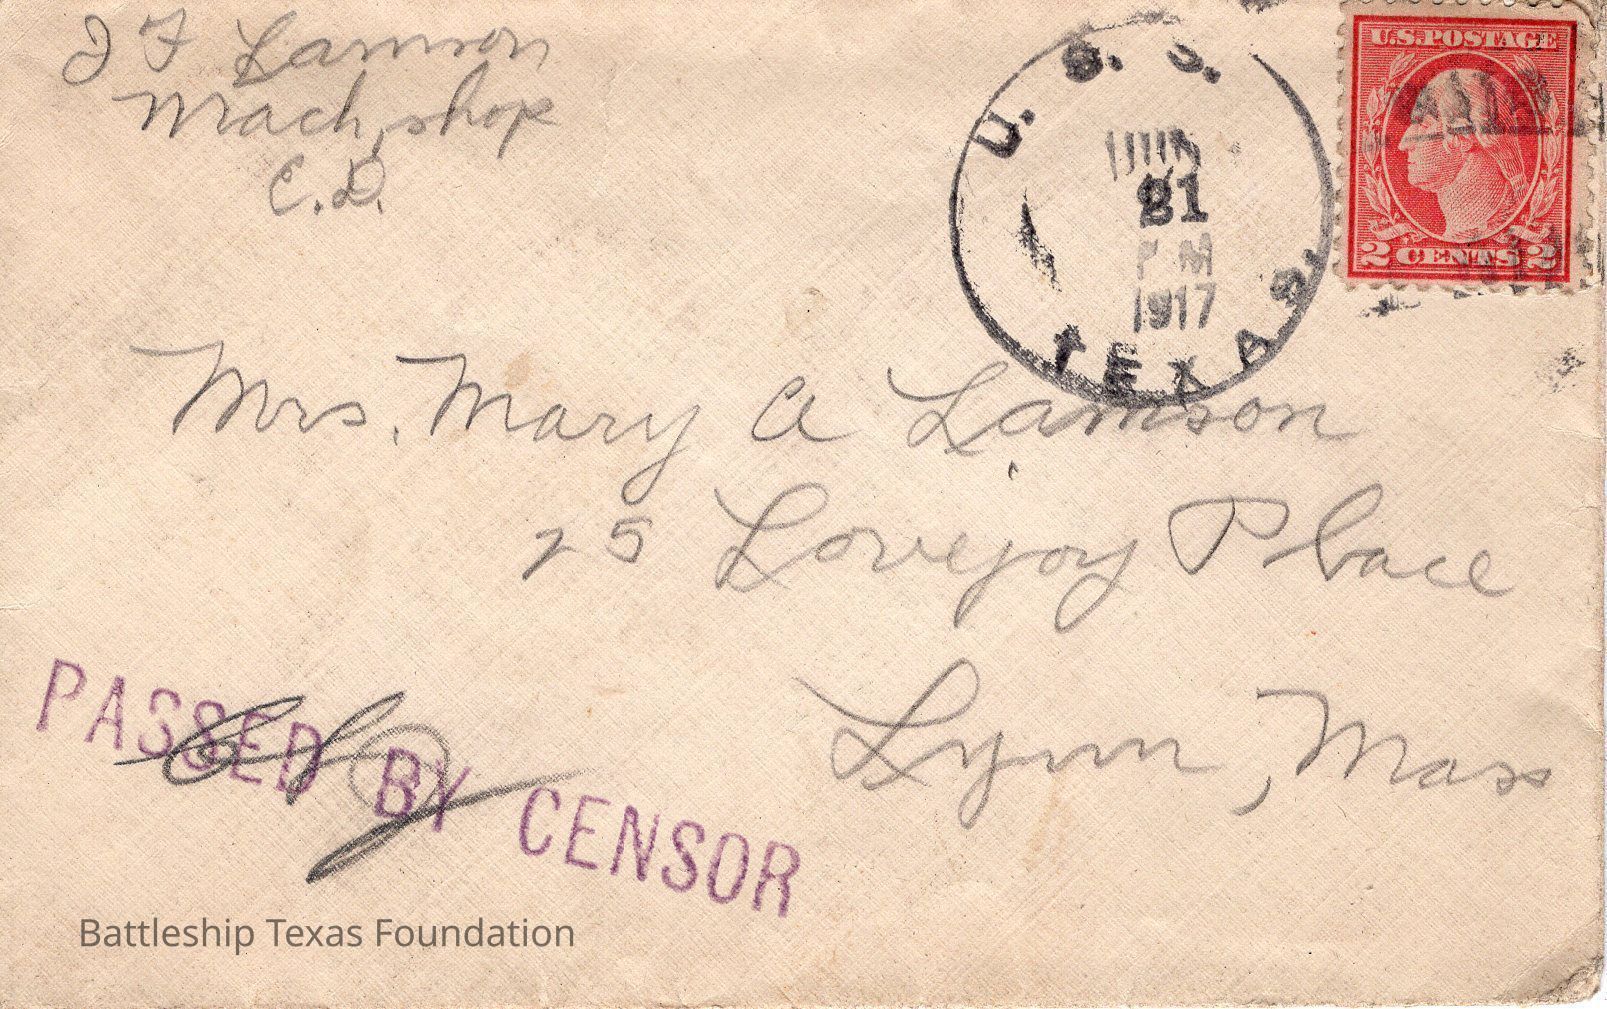 J F Lamson
Mach, shop
E.D.
U. S. S.
JUN
21
P M
1917
TEXAS.
U.S. POSTAGE
2 CENTS 2
Mrs. Mary A Lamson
25 Lovejoy Place
Lynn, Mass
PASSED BY CENSOR
Battleship Texas Foundation